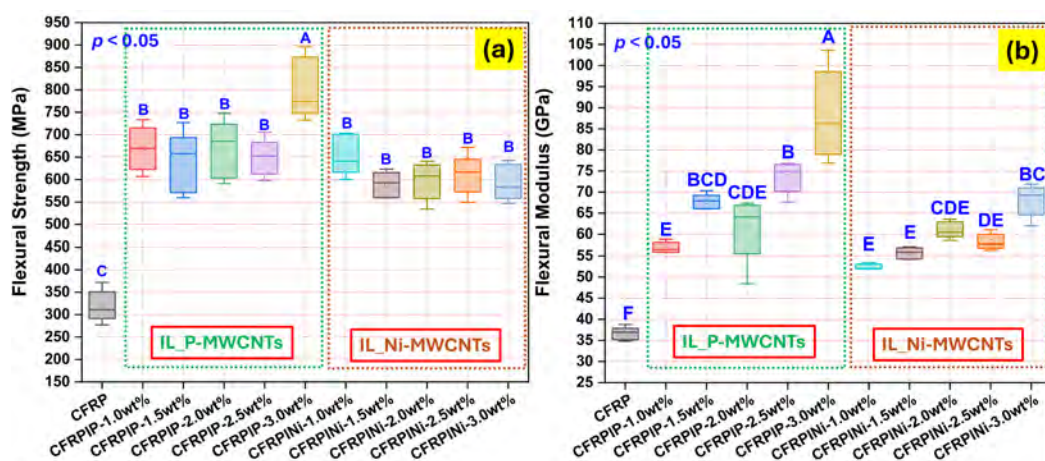 p < 0.05
(a)
Flexural Strength (MPa)
950
900
850
800
750
700
650
600
550
500
450
400
350
300
250
200
150
C
B
B
B
B
A
B
B
B
B
B
IL_P-MWCNTs
IL_Ni-MWCNTs
CFRP
CFRPIP-1.0wt%
CFRPIP-1.5wt%
CFRPIP-2.0wt%
CFRPIP-2.5wt%
CFRPIP-3.0wt%
CFRPINi-1.0wt%
CFRPINi-1.5wt%
CFRPINi-2.0wt%
CFRPINi-2.5wt%
CFRPINi-3.0wt%
p < 0.05
(b)
Flexural Modulus (GPa)
110
105
100
95
90
85
80
75
70
65
60
55
50
45
40
35
30
25
F
E
BCD
CDE
B
A
E
E
CDE
DE
BC
IL_P-MWCNTs
IL_Ni-MWCNTs
CFRP
CFRPIP-1.0wt%
CFRPIP-1.5wt%
CFRPIP-2.0wt%
CFRPIP-2.5wt%
CFRPIP-3.0wt%
CFRPINi-1.0wt%
CFRPINi-1.5wt%
CFRPINi-2.0wt%
CFRPINi-2.5wt%
CFRPINi-3.0wt%